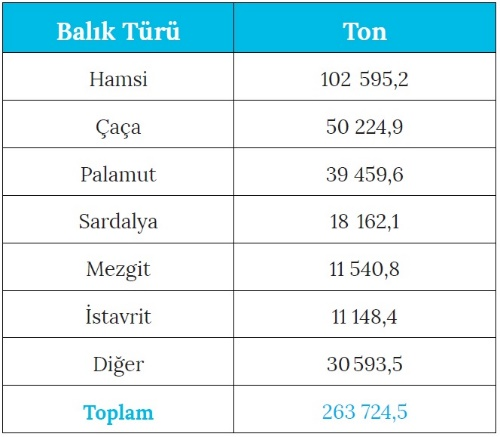 Balık Türü Ton
Hamsi 102 595,2
Çaça 50 224,9
Palamut 39 459,6
Sardalya 18 162,1
Mezgit 11 540,8
İstavrit 11 148,4
Diğer 30 593,5
Toplam 263 724,5